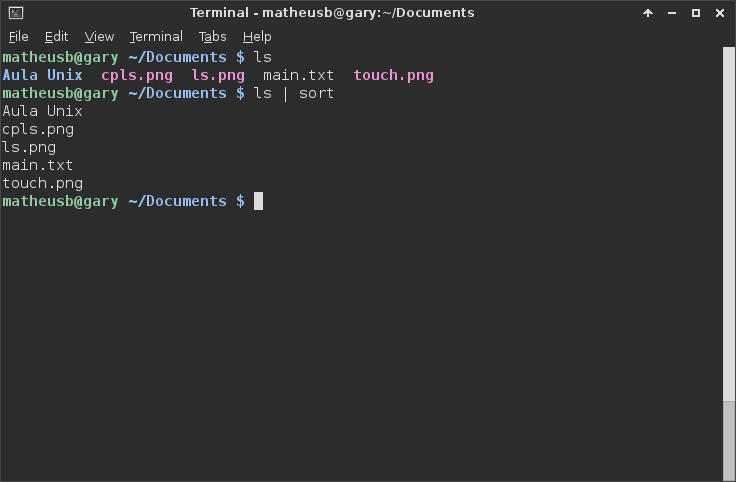 Terminal - matheusb@gary:~/Documents
File Edit View Terminal Tabs Help
matheusb@gary ~/Documents $ ls
Aula Unix  cpls.png  ls.png  main.txt  touch.png
matheusb@gary ~/Documents $ ls | sort
Aula Unix
cpls.png
ls.png
main.txt
touch.png
matheusb@gary ~/Documents $